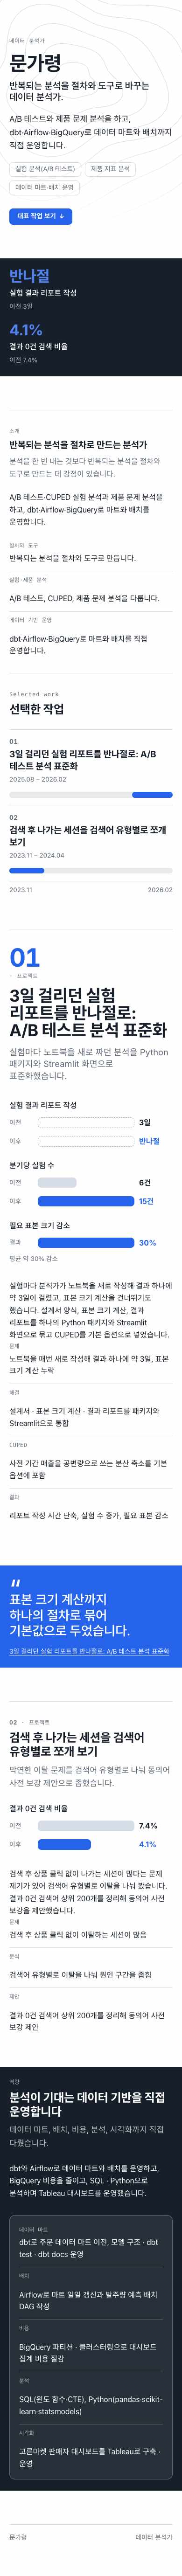 데이터 분석가
문가령
반복되는 분석을 절차와 도구로 바꾸는
데이터 분석가.
A/B 테스트와 제품 문제 분석을 하고,
dbt·Airflow·BigQuery로 데이터 마트와 배치까지
직접 운영합니다.
실험 분석(A/B 테스트)
제품 지표 분석
데이터 마트·배치 운영
대표 작업 보기 ↓
반나절
실험 결과 리포트 작성
이전 3일
4.1%
결과 0건 검색 비율
이전 7.4%
소개
반복되는 분석을 절차로 만드는 분석가
분석을 한 번 내는 것보다 반복되는 분석을 절차와
도구로 만드는 데 강점이 있습니다.
A/B 테스트·CUPED 실험 분석과 제품 문제 분석을
하고, dbt·Airflow·BigQuery로 마트와 배치를
운영합니다.
절차와 도구
반복되는 분석을 절차와 도구로 만듭니다.
실험·제품 분석
A/B 테스트, CUPED, 제품 문제 분석을 다룹니다.
데이터 기반 운영
dbt·Airflow·BigQuery로 마트와 배치를 직접
운영합니다.
Selected work
선택한 작업
01
3일 걸리던 실험 리포트를 반나절로: A/B
테스트 분석 표준화
2025.08 – 2026.02
02
검색 후 나가는 세션을 검색어 유형별로 쪼개
보기
2023.11 – 2024.04
2023.11
2026.02
01
· 프로젝트
3일 걸리던 실험
리포트를 반나절로:
A/B 테스트 분석 표준화
실험마다 노트북을 새로 짜던 분석을 Python
패키지와 Streamlit 화면으로
표준화했습니다.
실험 결과 리포트 작성
이전 3일
이후 반나절
분기당 실험 수
이전 6건
이후 15건
필요 표본 크기 감소
결과 30%
평균 약 30% 감소
실험마다 분석가가 노트북을 새로 작성해 결과 하나에
약 3일이 걸렸고, 표본 크기 계산을 건너뛰기도
했습니다. 설계서 양식, 표본 크기 계산, 결과
리포트를 하나의 Python 패키지와 Streamlit
화면으로 묶고 CUPED를 기본 옵션으로 넣었습니다.
문제
노트북을 매번 새로 작성해 결과 하나에 약 3일, 표본
크기 계산 누락
해결
설계서 · 표본 크기 계산 · 결과 리포트를 패키지와
Streamlit으로 통합
CUPED
사전 기간 매출을 공변량으로 쓰는 분산 축소를 기본
옵션에 포함
결과
리포트 작성 시간 단축, 실험 수 증가, 필요 표본 감소
“
표본 크기 계산까지
하나의 절차로 묶어
기본값으로 두었습니다.
3일 걸리던 실험 리포트를 반나절로: A/B 테스트 분석 표준화
02 · 프로젝트
검색 후 나가는 세션을 검색어
유형별로 쪼개 보기
막연한 이탈 문제를 검색어 유형별로 나눠 동의어
사전 보강 제안으로 좁혔습니다.
결과 0건 검색 비율
이전 7.4%
이후 4.1%
검색 후 상품 클릭 없이 나가는 세션이 많다는 문제
제기가 있어 검색어 유형별로 이탈을 나눠 봤습니다.
결과 0건 검색어 상위 200개를 정리해 동의어 사전
보강을 제안했습니다.
문제
검색 후 상품 클릭 없이 이탈하는 세션이 많음
분석
검색어 유형별로 이탈을 나눠 원인 구간을 좁힘
제안
결과 0건 검색어 상위 200개를 정리해 동의어 사전
보강 제안
역량
분석이 기대는 데이터 기반을 직접
운영합니다
데이터 마트, 배치, 비용, 분석, 시각화까지 직접
다뤘습니다.
dbt와 Airflow로 데이터 마트와 배치를 운영하고,
BigQuery 비용을 줄이고, SQL · Python으로
분석하며 Tableau 대시보드를 운영했습니다.
데이터 마트
dbt로 주문 데이터 마트 이전, 모델 구조 · dbt
test · dbt docs 운영
배치
Airflow로 마트 일일 갱신과 발주량 예측 배치
DAG 작성
비용
BigQuery 파티션 · 클러스터링으로 대시보드
집계 비용 절감
분석
SQL(윈도 함수·CTE), Python(pandas·scikit-
learn·statsmodels)
시각화
고른마켓 판매자 대시보드를 Tableau로 구축 ·
운영
문가령
데이터 분석가